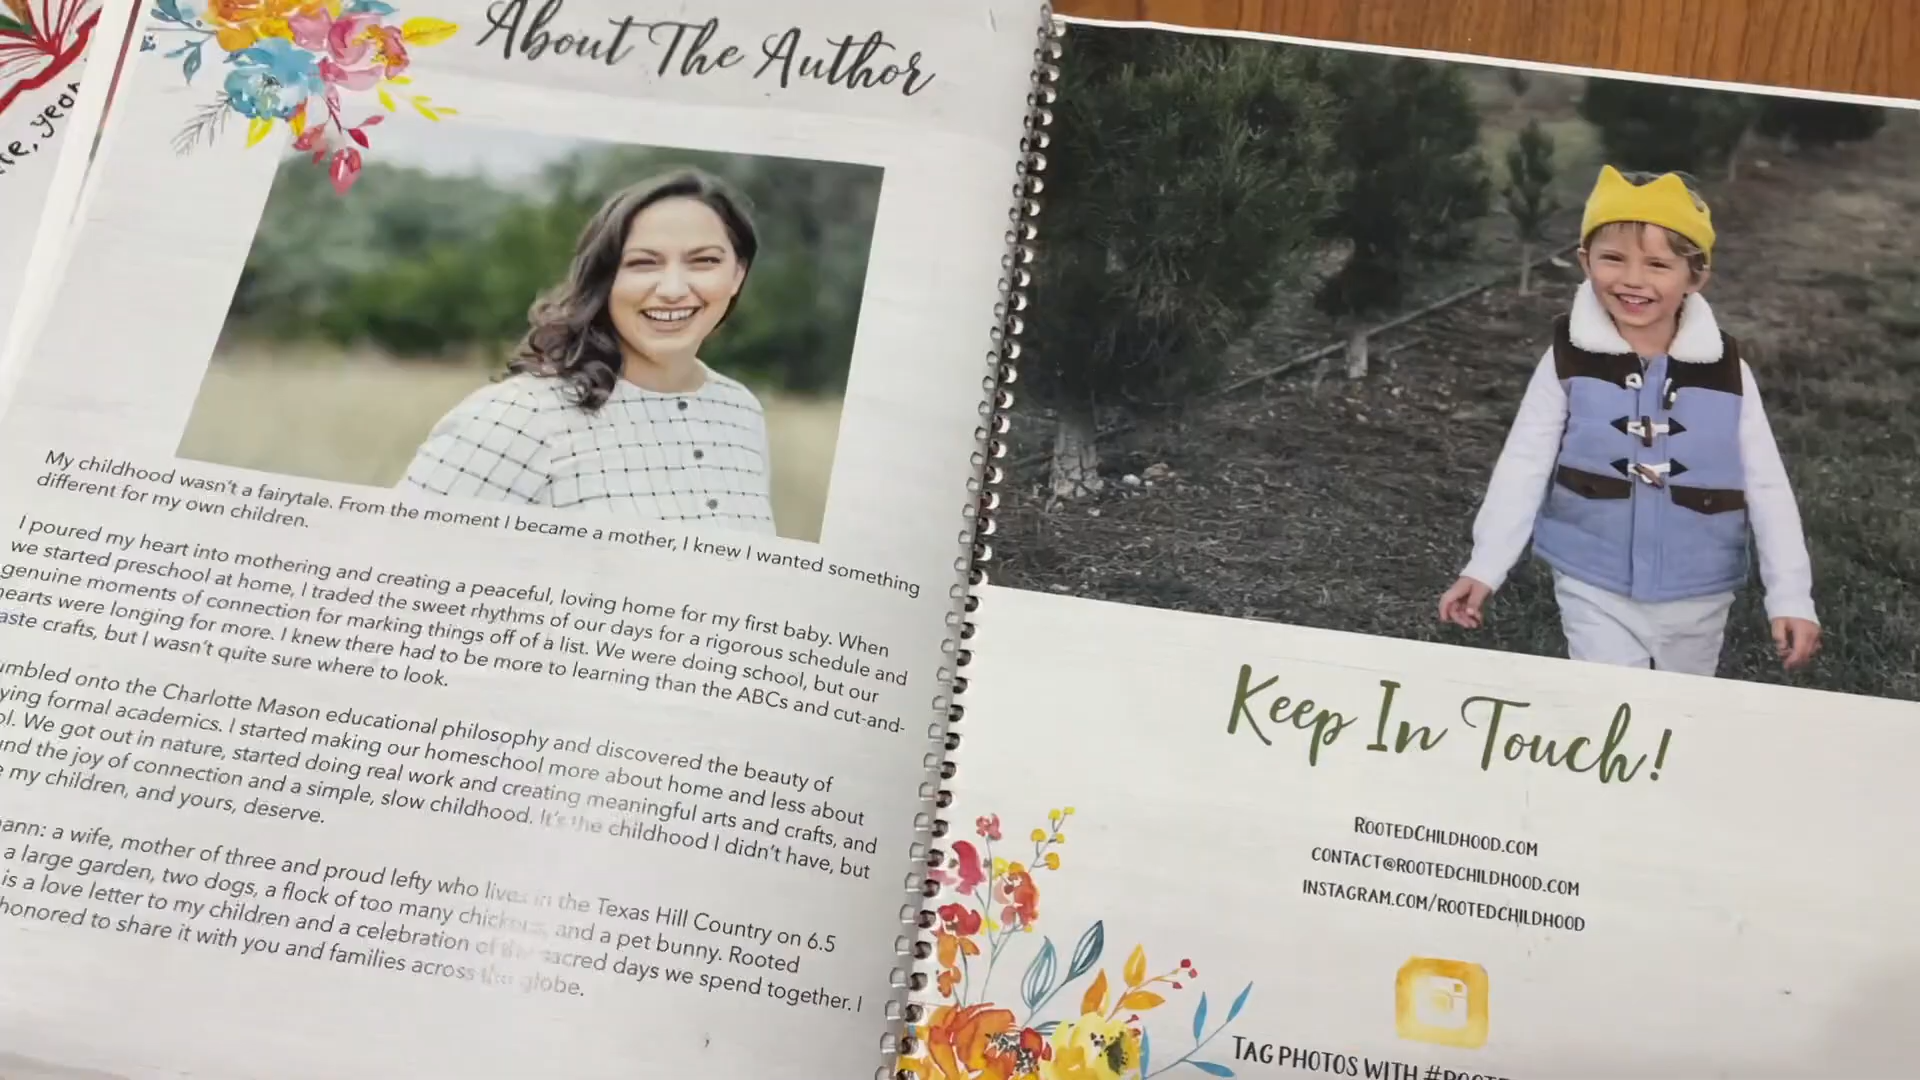 About The Author
My childhood wasn't a fairytale. From the moment I became a mother, I knew I wanted something
different for my own children.
I poured my heart into mothering and creating a peaceful, loving home for my first baby. When
we started preschool at home, I traded the sweet rhythms of our days for a rigorous schedule and
genuine moments of connection for marking things off of a list. We were doing school, but our
hearts were longing for more. I knew there had to be more to learning than the ABCs and cut-and-
aste crafts, but I wasn't quite sure where to look.
umbled onto the Charlotte Mason educational philosophy and discovered the beauty of
ying formal academics. I started making our homeschool more about home and less about
ol. We got out in nature, started doing real work and creating meaningful arts and crafts, and
und the joy of connection and a simple, slow childhood. It's the childhood I didn't have, but
e my children, and yours, deserve.
ann: a wife, mother of three and proud lefty who lives in the Texas Hill Country on 6.5
a large garden, two dogs, a flock of too many chickens, and a pet bunny. Rooted
is a love letter to my children and a celebration of the sacred days we spend together. I
honored to share it with you and families across the globe.
Keep In Touch!
ROOTEDCHILDHOOD.COM
CONTACT@ROOTEDCHILDHOOD.COM
INSTAGRAM.COM/ROOTEDCHILDHOOD
TAG PHOTOS WITH #ROOTE